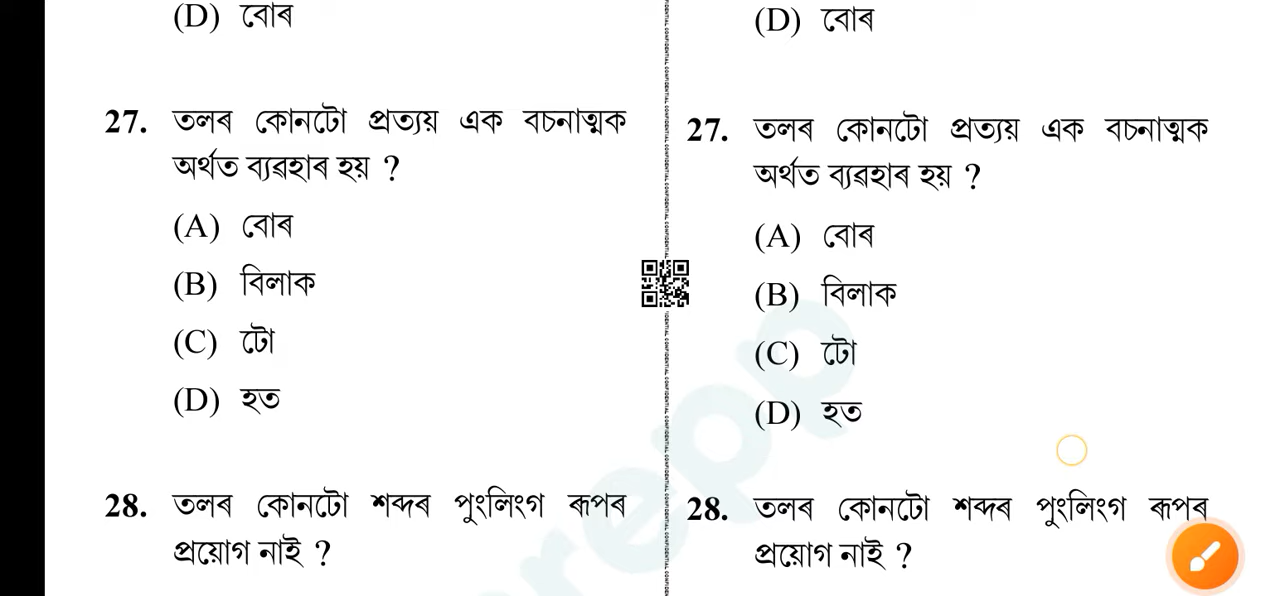 (D) বোৰ
27. তলৰ কোনটো প্ৰত্যয় এক বচনাত্মক
অৰ্থত ব্যৱহাৰ হয় ?
(A) বোৰ
(B) বিলাক
(C) টো
(D) হত
28. তলৰ কোনটো শব্দৰ পুংলিংগ ৰূপৰ
প্ৰয়োগ নাই ?
(D) বোৰ
27. তলৰ কোনটো প্ৰত্যয় এক বচনাত্মক
অৰ্থত ব্যৱহাৰ হয় ?
(A) বোৰ
(B) বিলাক
(C) টো
(D) হত
28. তলৰ কোনটো শব্দৰ পুংলিংগ ৰূপৰ
প্ৰয়োগ নাই ?